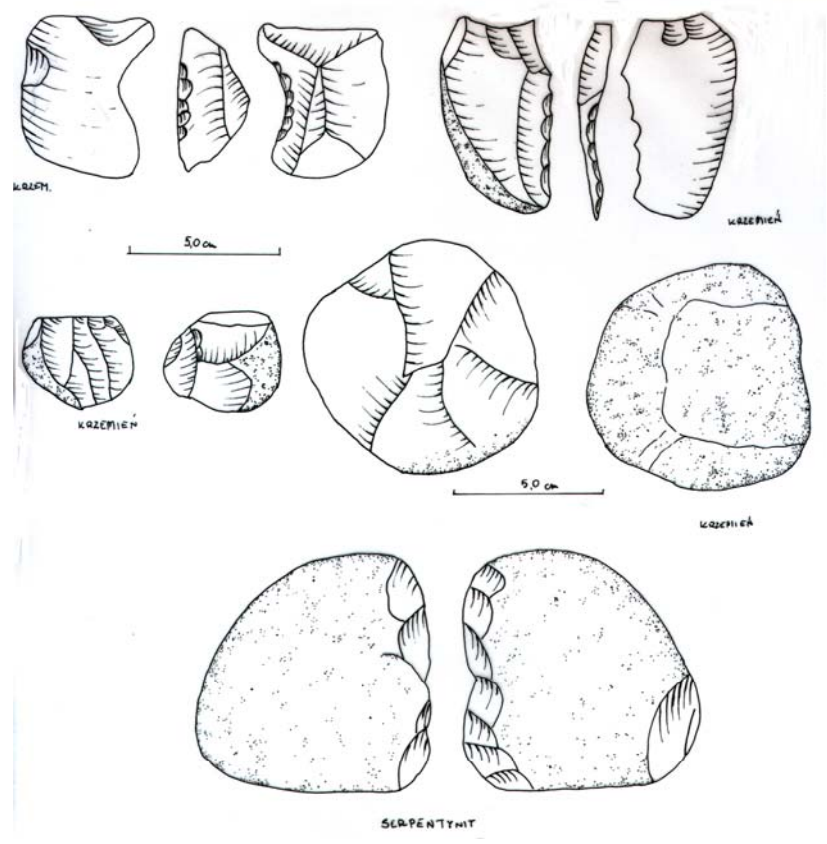 KRZEM.
KRZEMIEŃ
5,0 cm
KRZEMIEŃ
5,0 cm
KRZEMIEŃ
SERPENTYNIT